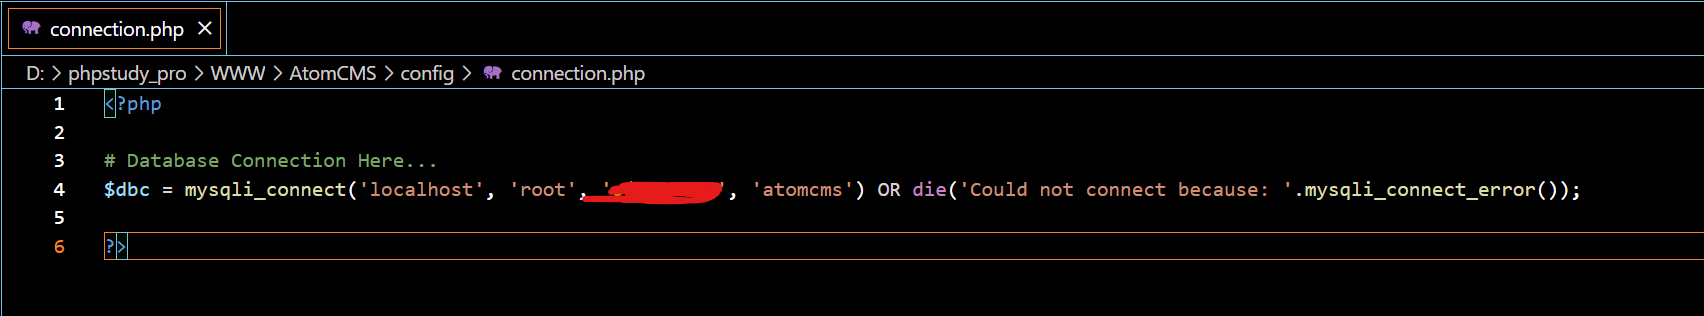 connection.php
D: > phpstudy_pro > WWW > AtomCMS > config > connection.php
1 <?php
2
3 # Database Connection Here...
4 $dbc = mysqli_connect('localhost', 'root', '', 'atomcms') OR die('Could not connect because: '.mysqli_connect_error());
5
6 ?>